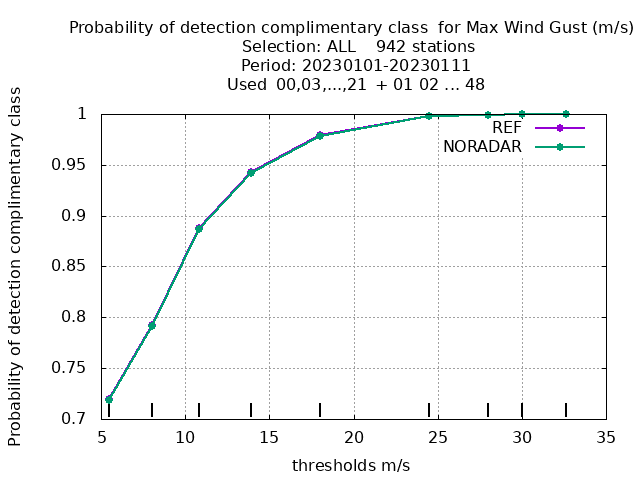 Probability of detection complimentary class  for Max Wind Gust (m/s)
Selection: ALL    942 stations
Period: 20230101-20230111
Used  00,03,...,21  + 01 02 ... 48
Probability of detection complimentary class
1
0.95
0.9
0.85
0.8
0.75
0.7
REF
NORADAR
5 10 15 20 25 30 35
thresholds m/s